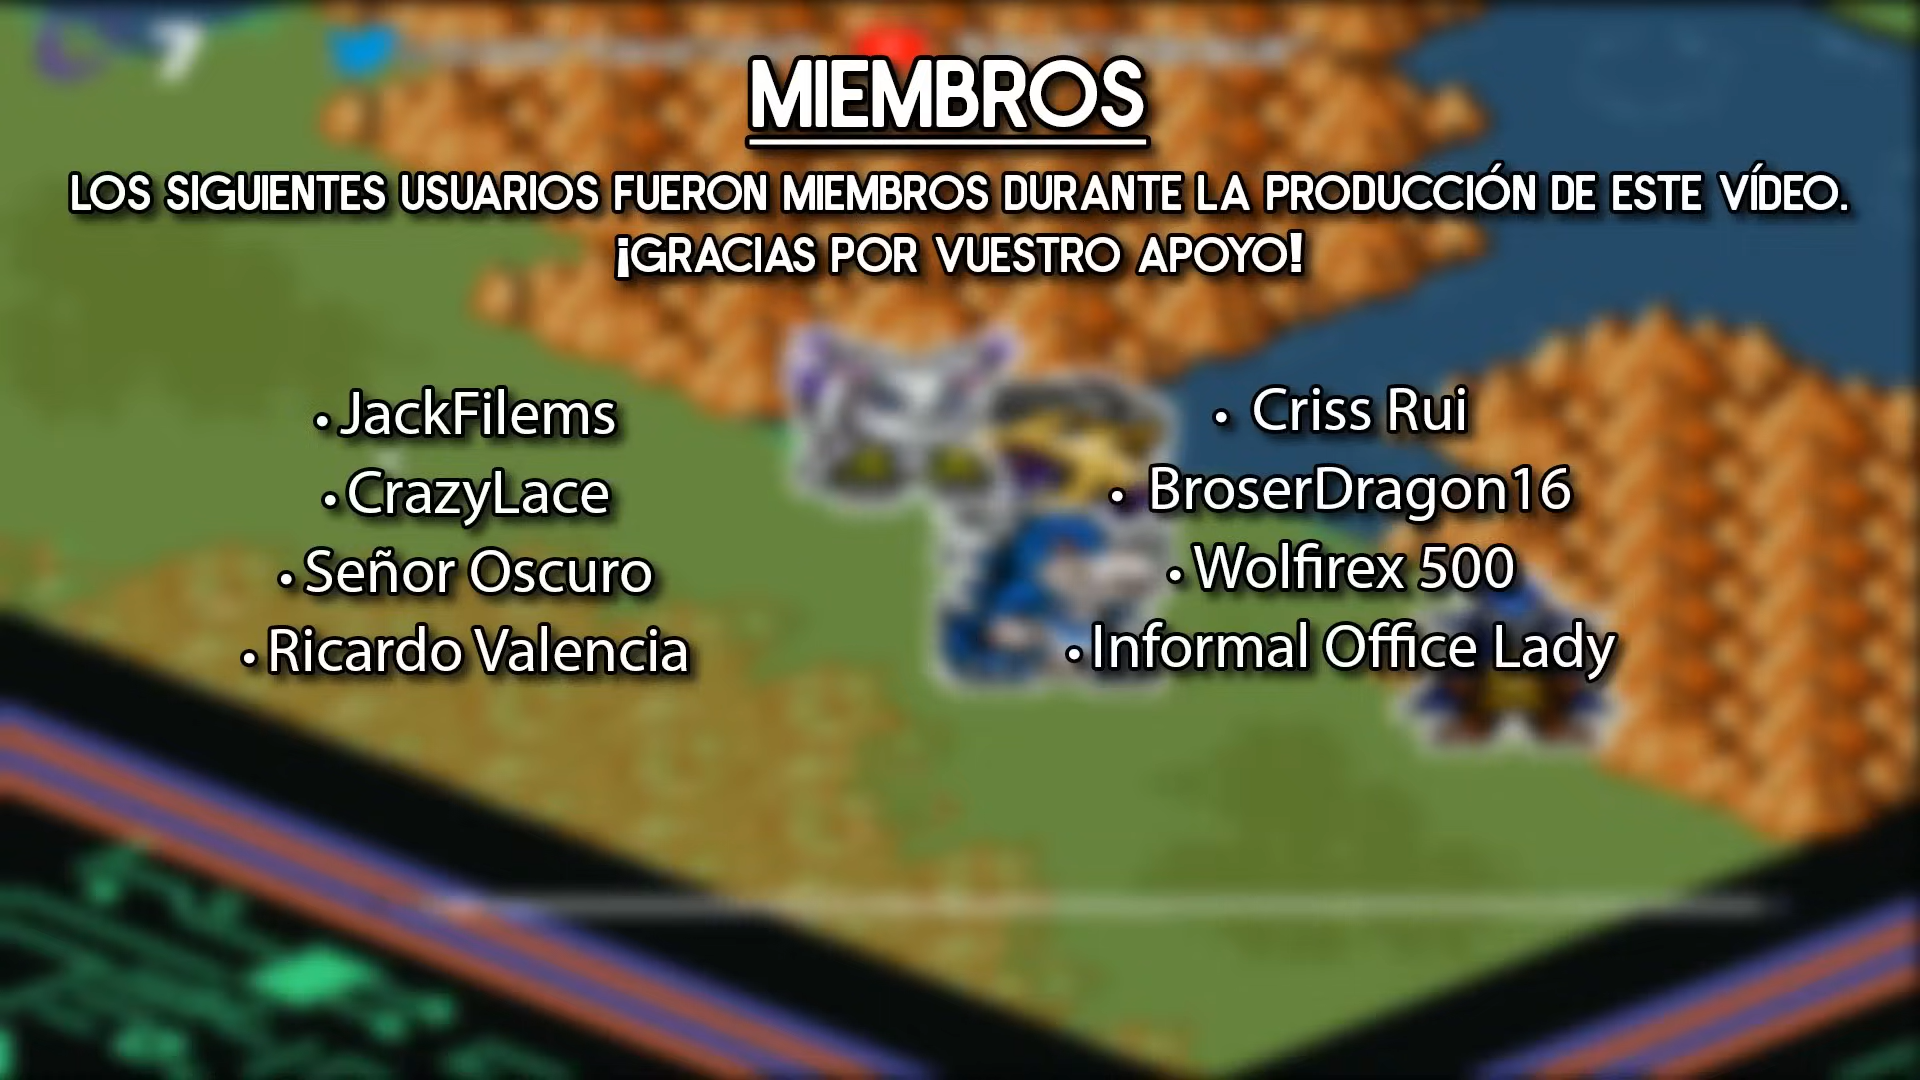 7
MIEMBROS
LOS SIGUIENTES USUARIOS FUERON MIEMBROS DURANTE LA PRODUCCIÓN DE ESTE VÍDEO.
¡GRACIAS POR VUESTRO APOYO!
• JackFilems
• CrazyLace
• Señor Oscuro
• Ricardo Valencia
• Criss Rui
• BroserDragon16
• Wolfirex 500
• Informal Office Lady